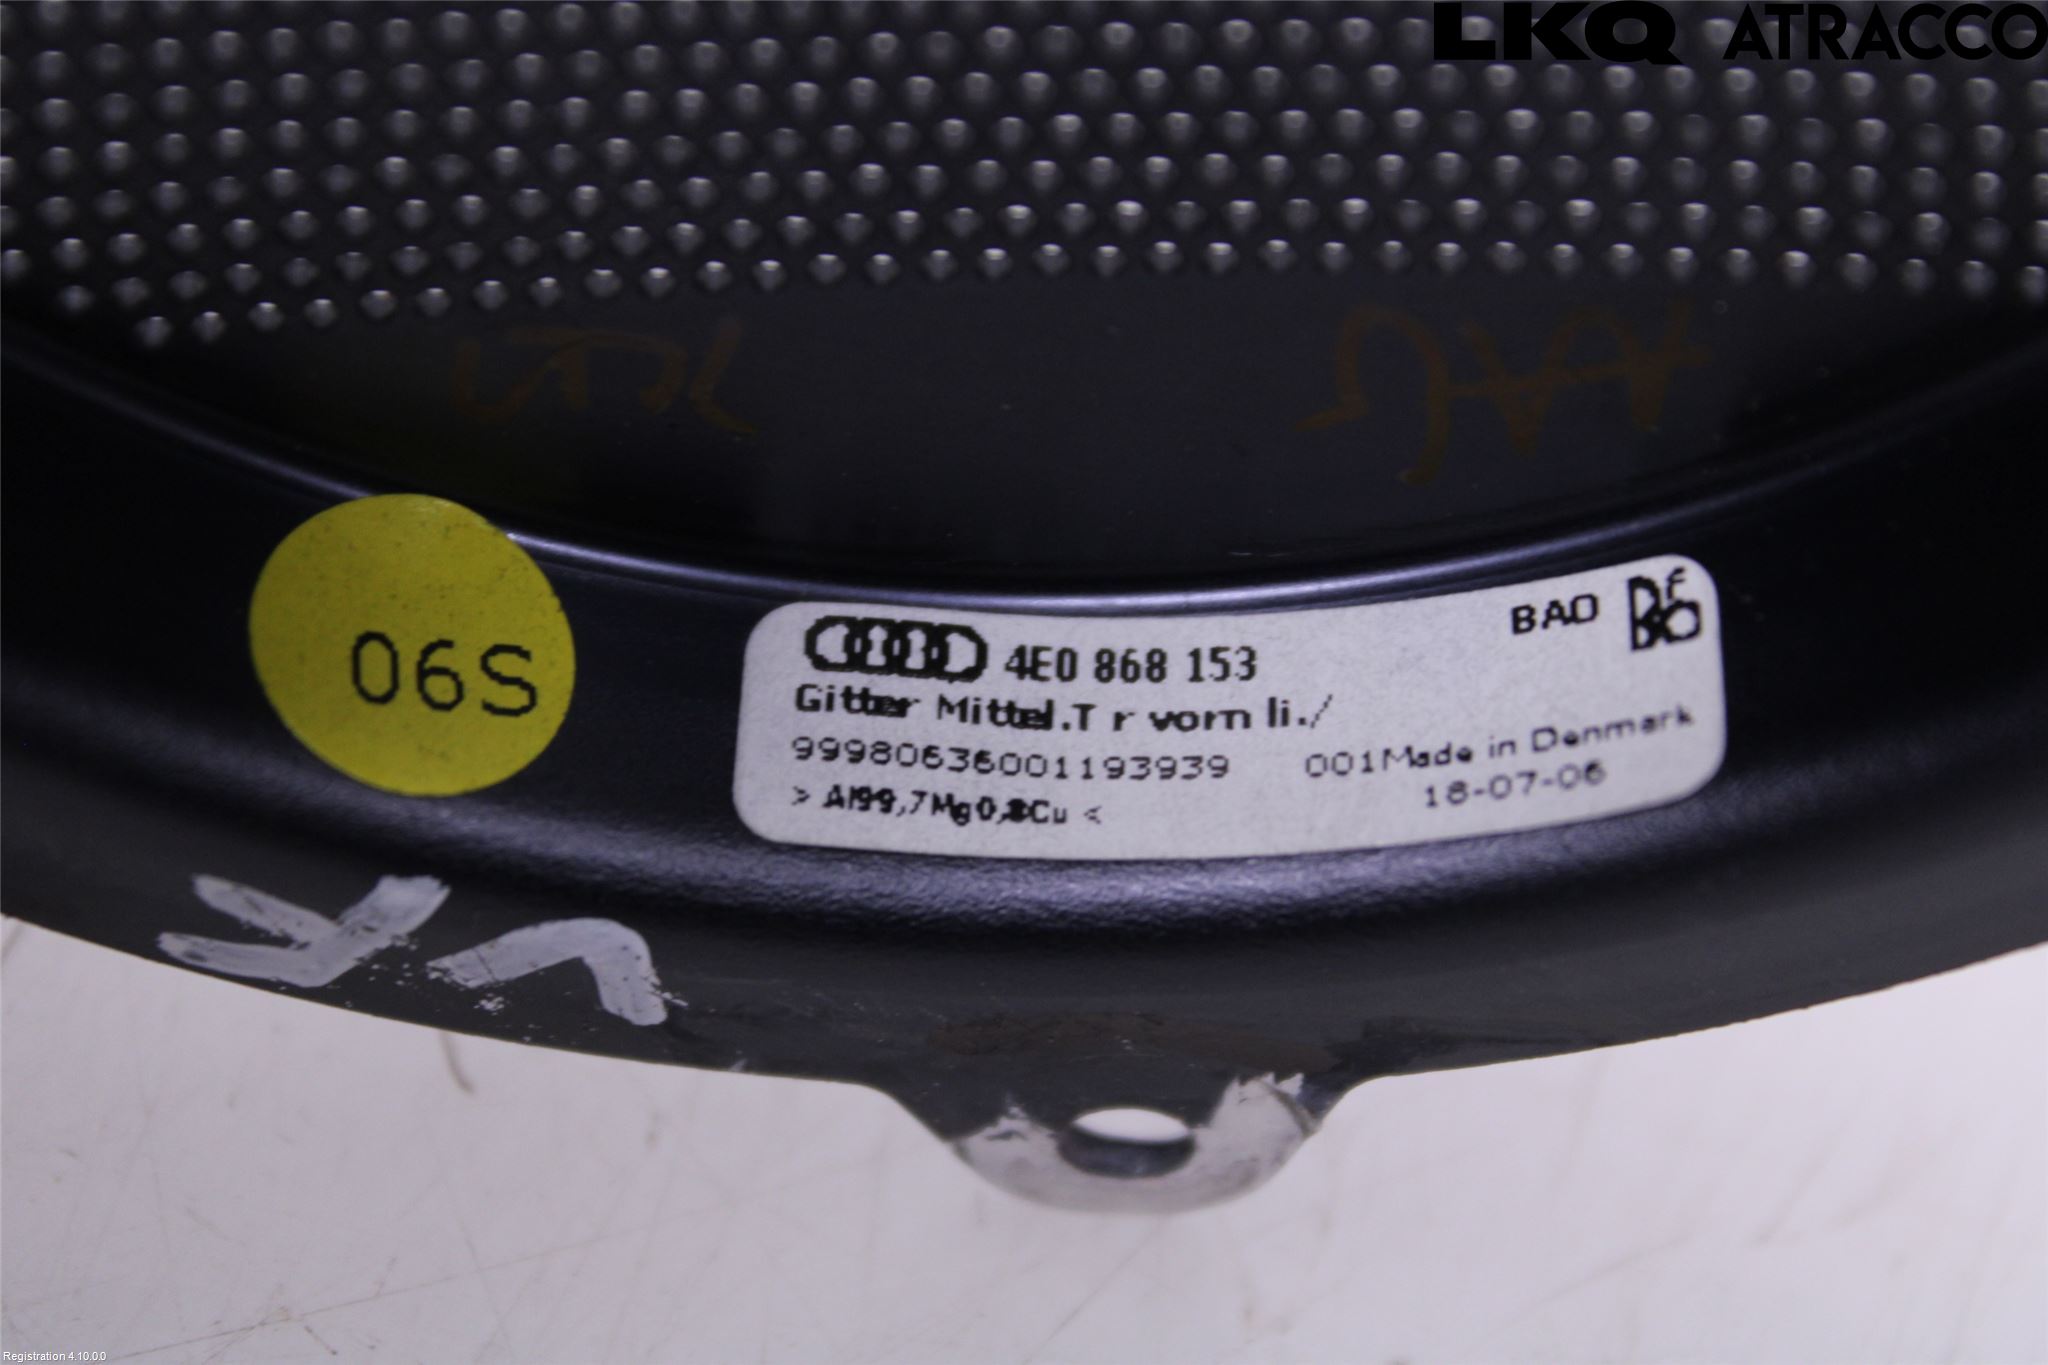 LKQ ATRACCO
06S
4E0 868 153
BAO
Gitter Mittel.T r vorn li./
99980636001193939 001Made in Denmark
> Al99,7Mg0,8Cu < 18-07-06
VR
Registration 4.10.0.0